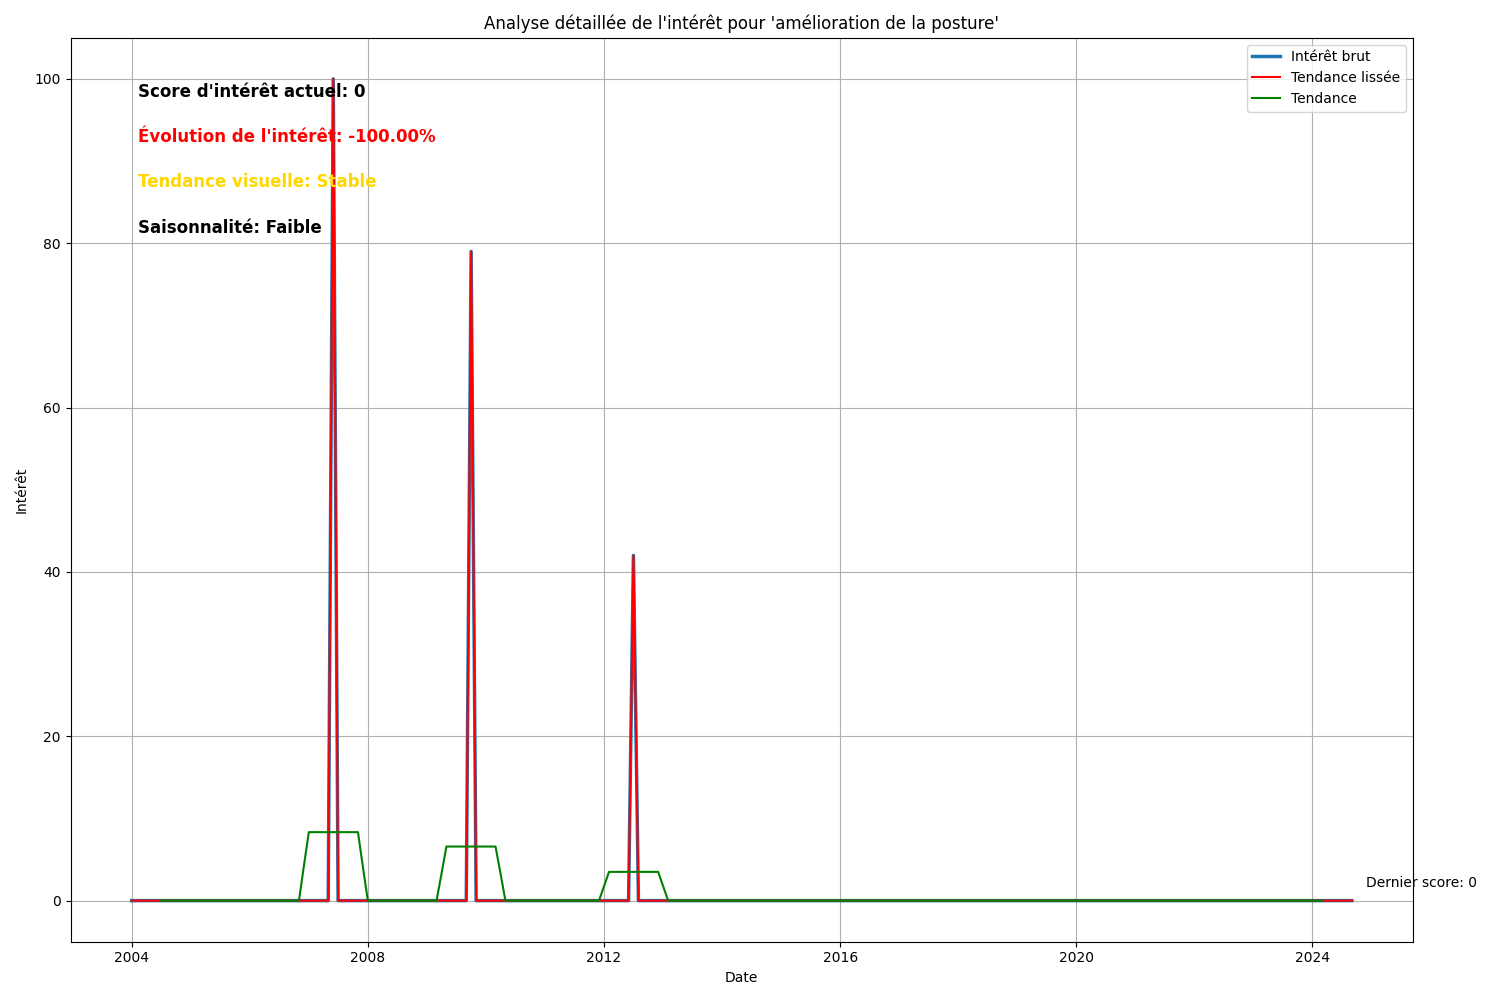 Analyse détaillée de l'intérêt pour 'amélioration de la posture'
Intérêt brut
Tendance lissée
Tendance
Score d'intérêt actuel: 0
Évolution de l'intérêt: -100.00%
Tendance visuelle: Stable
Saisonnalité: Faible
100
80
60
40
20
0
Intérêt
Dernier score: 0
2004
2008
2012
2016
2020
2024
Date